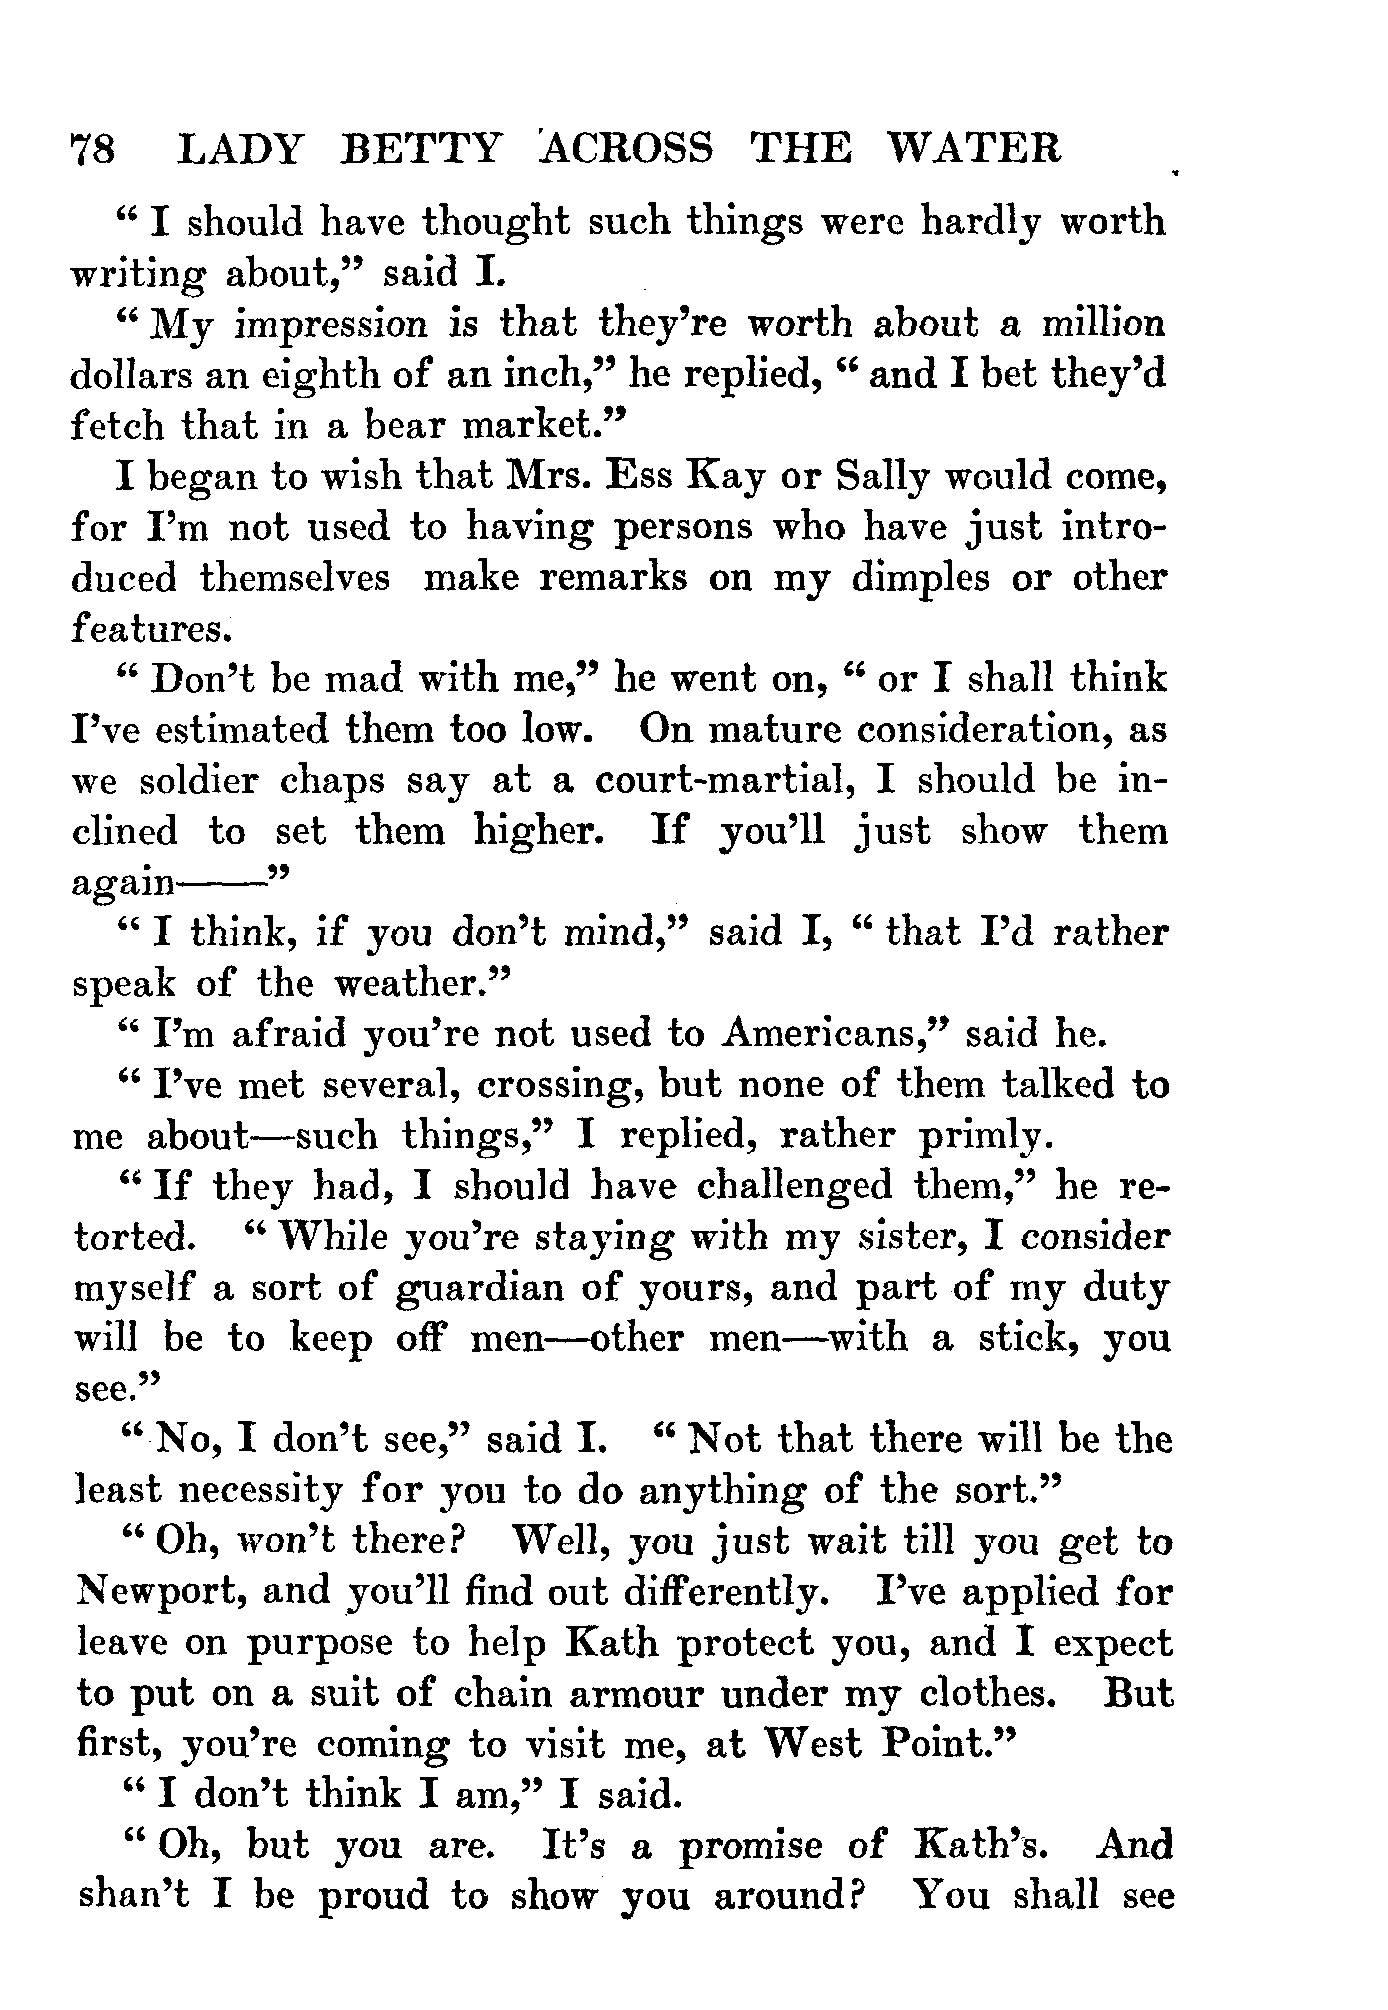 78 LADY BETTY ACROSS THE WATER
“ I should have thought such things were hardly worth
writing about,” said I.
“ My impression is that they’re worth about a million
dollars an eighth of an inch,” he replied, “ and I bet they’d
fetch that in a bear market.”
I began to wish that Mrs. Ess Kay or Sally would come,
for I’m not used to having persons who have just intro-
duced themselves make remarks on my dimples or other
features.
“ Don’t be mad with me,” he went on, “ or I shall think
I’ve estimated them too low. On mature consideration, as
we soldier chaps say at a court-martial, I should be in-
clined to set them higher. If you’ll just show them
again——”
“ I think, if you don’t mind,” said I, “ that I’d rather
speak of the weather.”
“ I’m afraid you’re not used to Americans,” said he.
“ I’ve met several, crossing, but none of them talked to
me about—such things,” I replied, rather primly.
“ If they had, I should have challenged them,” he re-
torted. “ While you’re staying with my sister, I consider
myself a sort of guardian of yours, and part of my duty
will be to keep off men—other men—with a stick, you
see.”
“ No, I don’t see,” said I. “ Not that there will be the
least necessity for you to do anything of the sort.”
“ Oh, won’t there? Well, you just wait till you get to
Newport, and you’ll find out differently. I’ve applied for
leave on purpose to help Kath protect you, and I expect
to put on a suit of chain armour under my clothes. But
first, you’re coming to visit me, at West Point.”
“ I don’t think I am,” I said.
“ Oh, but you are. It’s a promise of Kath’s. And
shan’t I be proud to show you around? You shall see